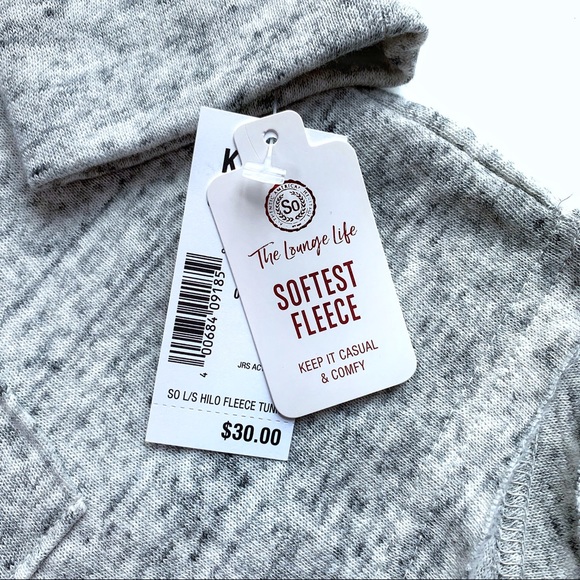 K
So
The Lounge Life
SOFTEST
FLEECE
KEEP IT CASUAL
& COMFY
4 00684 09185
JRS AC
SO L/S HILO FLEECE TUN
$30.00